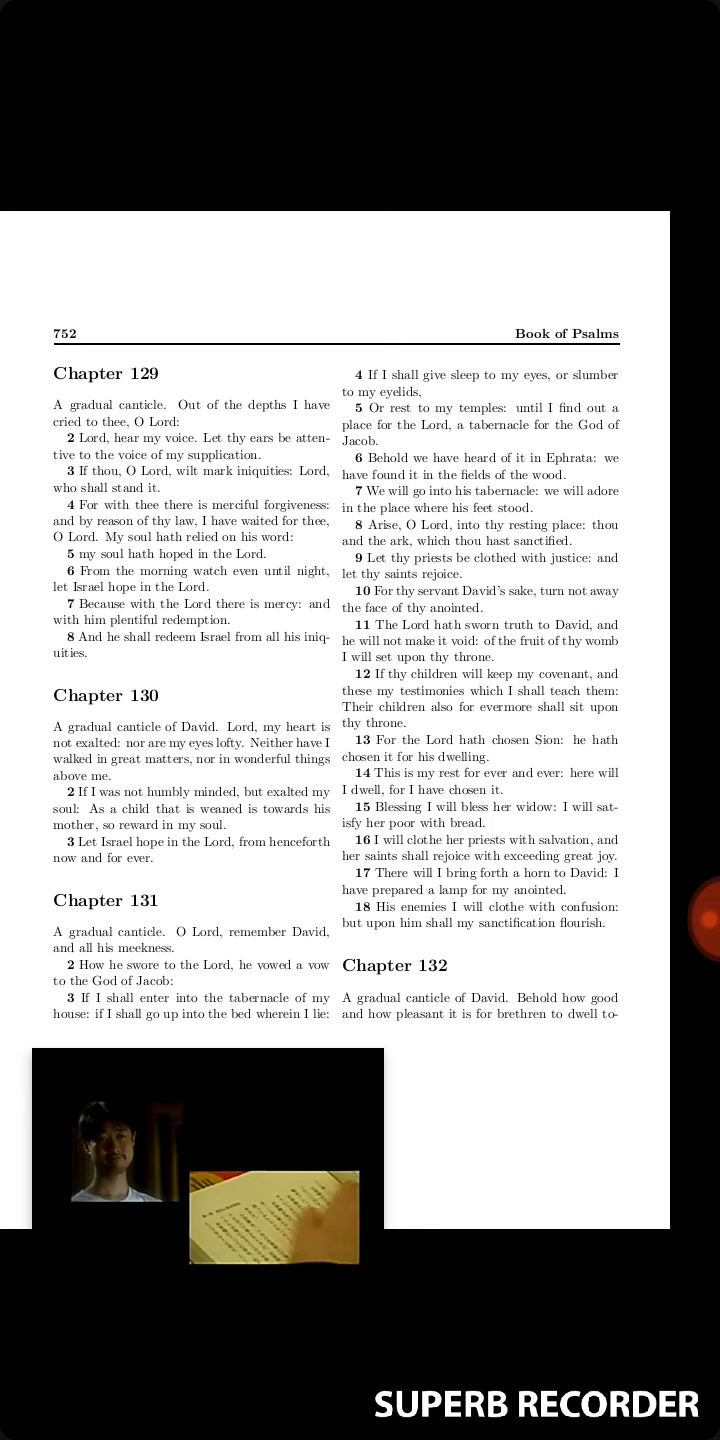 752
Book of Psalms
Chapter 129
A gradual canticle. Out of the depths I have
cried to thee, O Lord:
2 Lord, hear my voice. Let thy ears be atten-
tive to the voice of my supplication.
3 If thou, O Lord, wilt mark iniquities: Lord,
who shall stand it.
4 For with thee there is merciful forgiveness:
and by reason of thy law, I have waited for thee,
O Lord. My soul hath relied on his word:
5 my soul hath hoped in the Lord.
6 From the morning watch even until night,
let Israel hope in the Lord.
7 Because with the Lord there is mercy: and
with him plentiful redemption.
8 And he shall redeem Israel from all his iniq-
uities.
Chapter 130
A gradual canticle of David. Lord, my heart is
not exalted: nor are my eyes lofty. Neither have I
walked in great matters, nor in wonderful things
above me.
2 If I was not humbly minded, but exalted my
soul: As a child that is weaned is towards his
mother, so reward in my soul.
3 Let Israel hope in the Lord, from henceforth
now and for ever.
Chapter 131
A gradual canticle. O Lord, remember David,
and all his meekness.
2 How he swore to the Lord, he vowed a vow
to the God of Jacob:
3 If I shall enter into the tabernacle of my
house: if I shall go up into the bed wherein I lie:
4 If I shall give sleep to my eyes, or slumber
to my eyelids,
5 Or rest to my temples: until I find out a
place for the Lord, a tabernacle for the God of
Jacob.
6 Behold we have heard of it in Ephrata: we
have found it in the fields of the wood.
7 We will go into his tabernacle: we will adore
in the place where his feet stood.
8 Arise, O Lord, into thy resting place: thou
and the ark, which thou hast sanctified.
9 Let thy priests be clothed with justice: and
let thy saints rejoice.
10 For thy servant David's sake, turn not away
the face of thy anointed.
11 The Lord hath sworn truth to David, and
he will not make it void: of the fruit of thy womb
I will set upon thy throne.
12 If thy children will keep my covenant, and
these my testimonies which I shall teach them:
Their children also for evermore shall sit upon
thy throne.
13 For the Lord hath chosen Sion: he hath
chosen it for his dwelling.
14 This is my rest for ever and ever: here will
I dwell, for I have chosen it.
15 Blessing I will bless her widow: I will sat-
isfy her poor with bread.
16 I will clothe her priests with salvation, and
her saints shall rejoice with exceeding great joy.
17 There will I bring forth a horn to David: I
have prepared a lamp for my anointed.
18 His enemies I will clothe with confusion:
but upon him shall my sanctification flourish.
Chapter 132
A gradual canticle of David. Behold how good
and how pleasant it is for brethren to dwell to-
SUPERB RECORDER